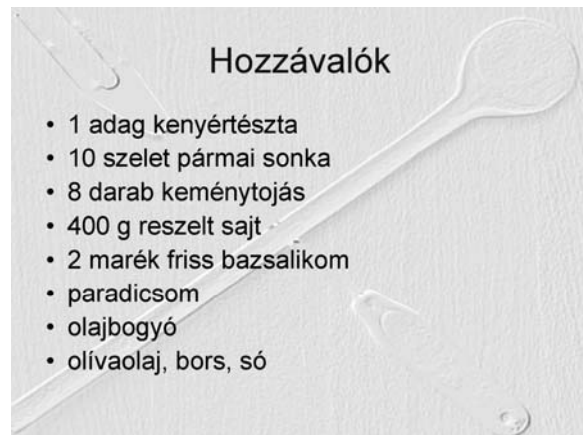 Hozzávalók
• 1 adag kenyértészta
• 10 szelet pármai sonka
• 8 darab keménytojás
• 400 g reszelt sajt
• 2 marék friss bazsalikom
• paradicsom
• olajbogyó
• olívaolaj, bors, só